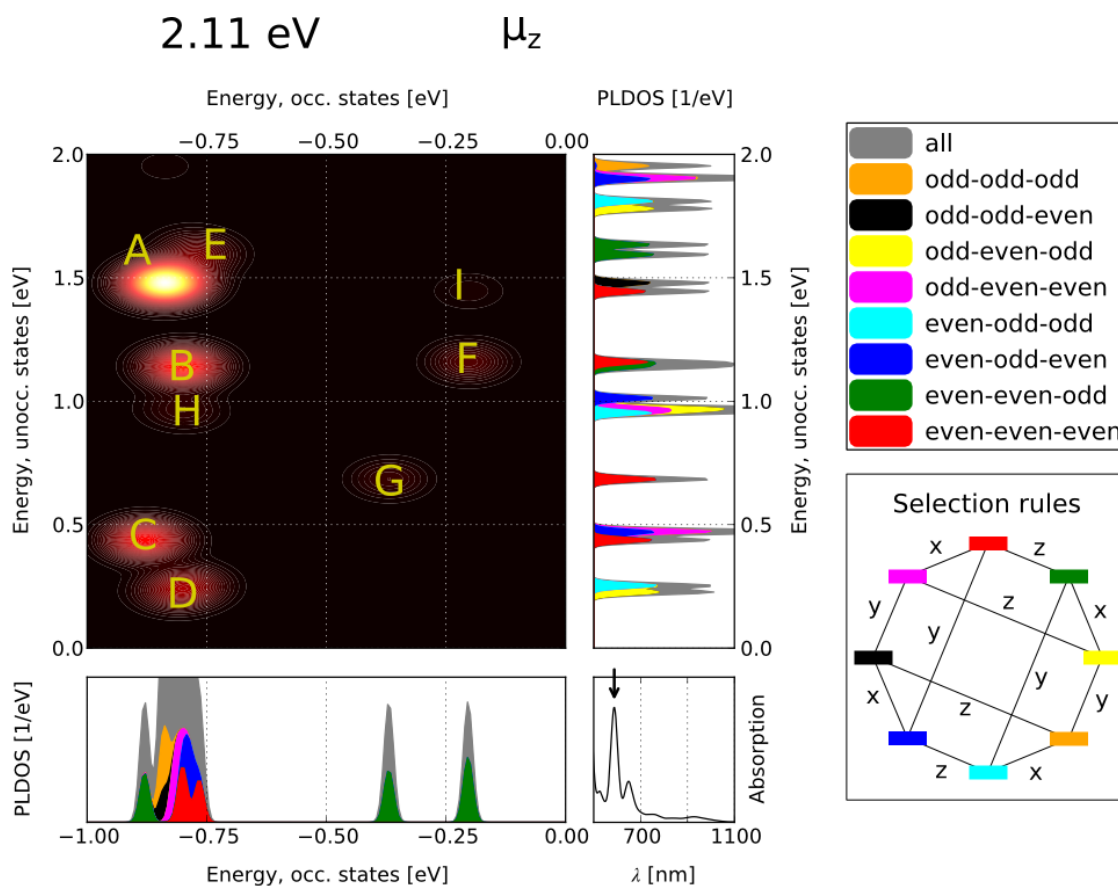 2.11 eV
μz
Energy, occ. states [eV]
PLDOS [1/eV]
−0.75
−0.50
−0.25
0.00
2.0
1.5
1.0
0.5
0.0
Energy, unocc. states [eV]
A
E
I
B
F
H
G
C
D
2.0
1.5
1.0
0.5
0.0
Energy, unocc. states [eV]
all
odd-odd-odd
odd-odd-even
odd-even-odd
odd-even-even
even-odd-odd
even-odd-even
even-even-odd
even-even-even
Selection rules
x
z
y
z
x
y
y
x
z
y
z
x
PLDOS [1/eV]
−1.00
−0.75
−0.50
−0.25
0.00
Energy, occ. states [eV]
Absorption
700
1100
λ [nm]